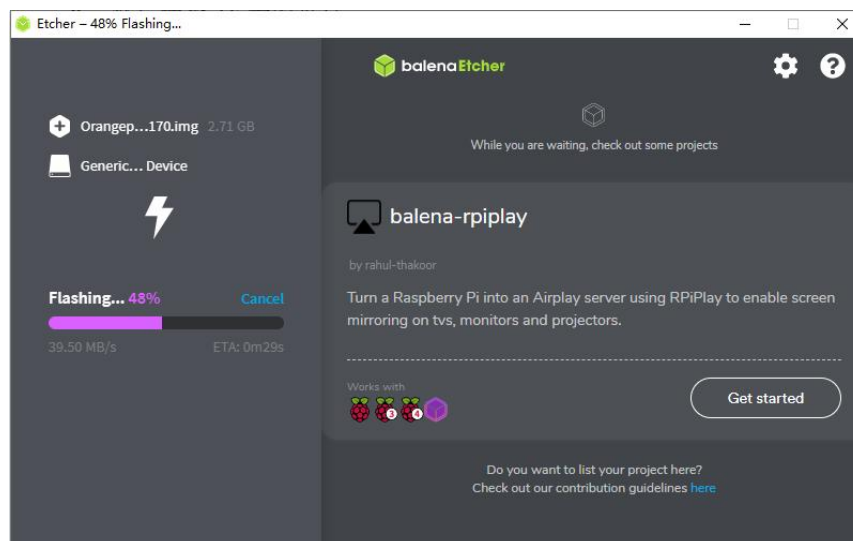 Etcher – 48% Flashing...
balenaEtcher
Orangep...170.img 2.71 GB
Generic... Device
Flashing... 48% Cancel
39.50 MB/s ETA: 0m29s
While you are waiting, check out some projects
balena-rpiplay
by rahul-thakoor
Turn a Raspberry Pi into an Airplay server using RPiPlay to enable screen
mirroring on tvs, monitors and projectors.
Works with
3 4
Get started
Do you want to list your project here?
Check out our contribution guidelines here